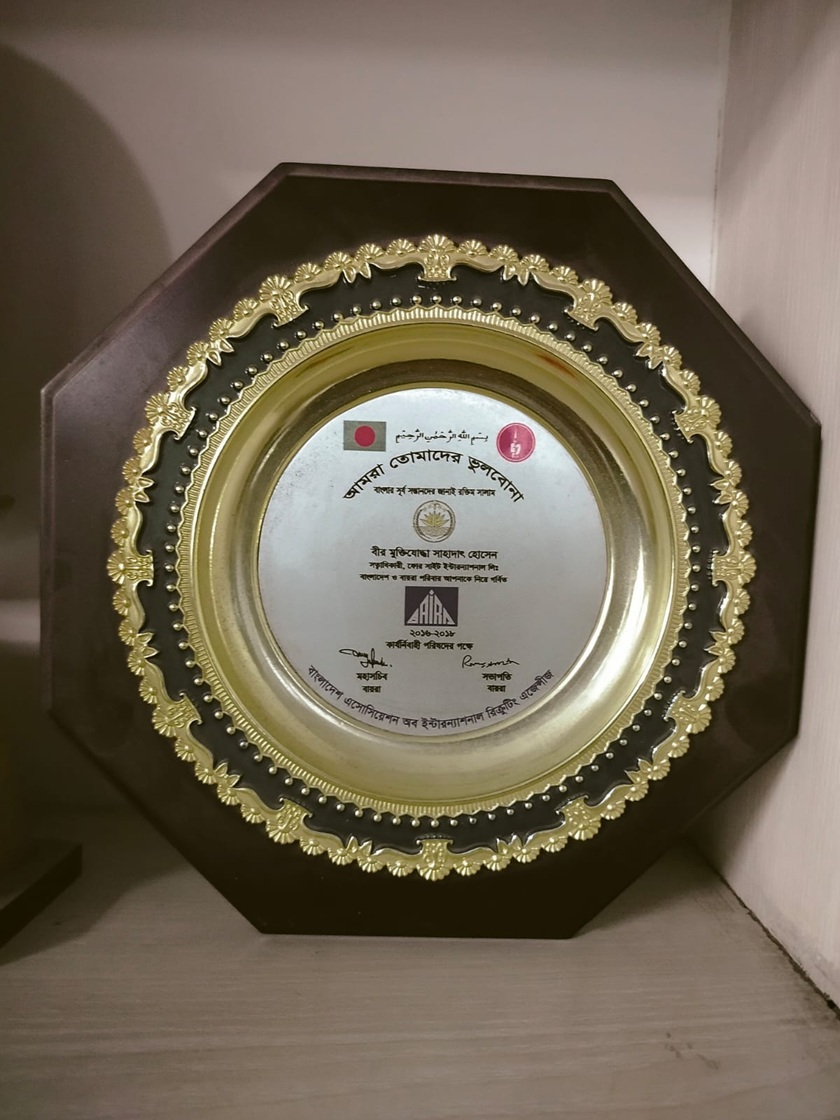 بسم الله الرحمن الرحيم
আমরা তোমাদের ভুলবোনা
বাংলার সূর্য সন্তানদের জানাই রক্তিম সালাম
বীর মুক্তিযোদ্ধা সাহাদাৎ হোসেন
সত্ত্বাধিকারী, ফোর সাইট ইন্টারন্যাশনাল লিঃ
বাংলাদেশ ও বায়রা পরিবার আপনাকে নিয়ে গর্বিত
BAIRA
২০১৬-২০১৮
কার্যনির্বাহী পরিষদের পক্ষে
মহাসচিব সভাপতি
বায়রা বায়রা
বাংলাদেশ এসোসিয়েশন অব ইন্টারন্যাশনাল রিক্রুটিং এজেন্সীজ